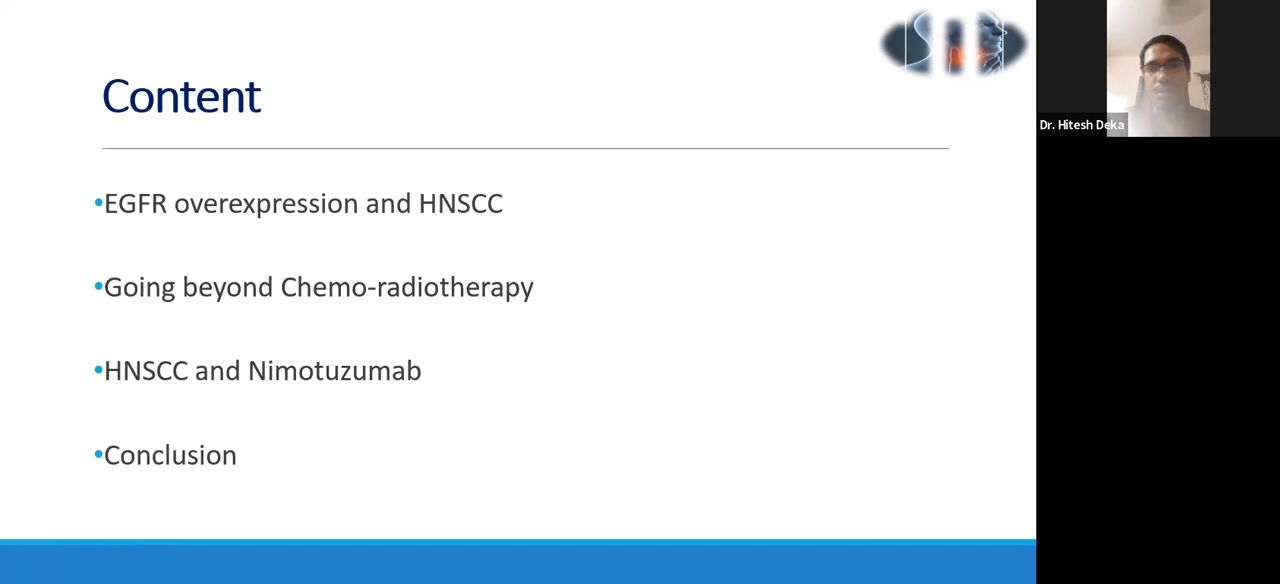 Content
•EGFR overexpression and HNSCC
•Going beyond Chemo-radiotherapy
•HNSCC and Nimotuzumab
•Conclusion
Dr. Hitesh Deka